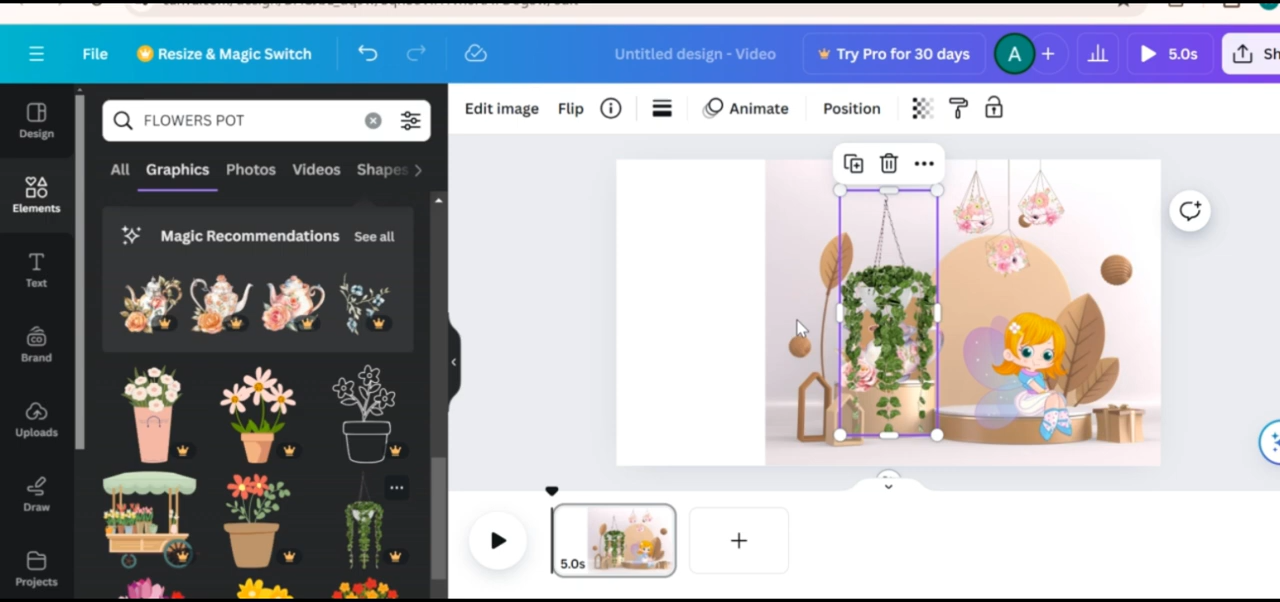 File
Resize & Magic Switch
Untitled design - Video
Try Pro for 30 days
A
+
5.0s
Sh
Design
Elements
Text
Brand
CO
Uploads
Draw
Projects
FLOWERS POT
All
Graphics
Photos
Videos
Shapes
Magic Recommendations
See all
Edit image
Flip
Animate
Position
5.0s